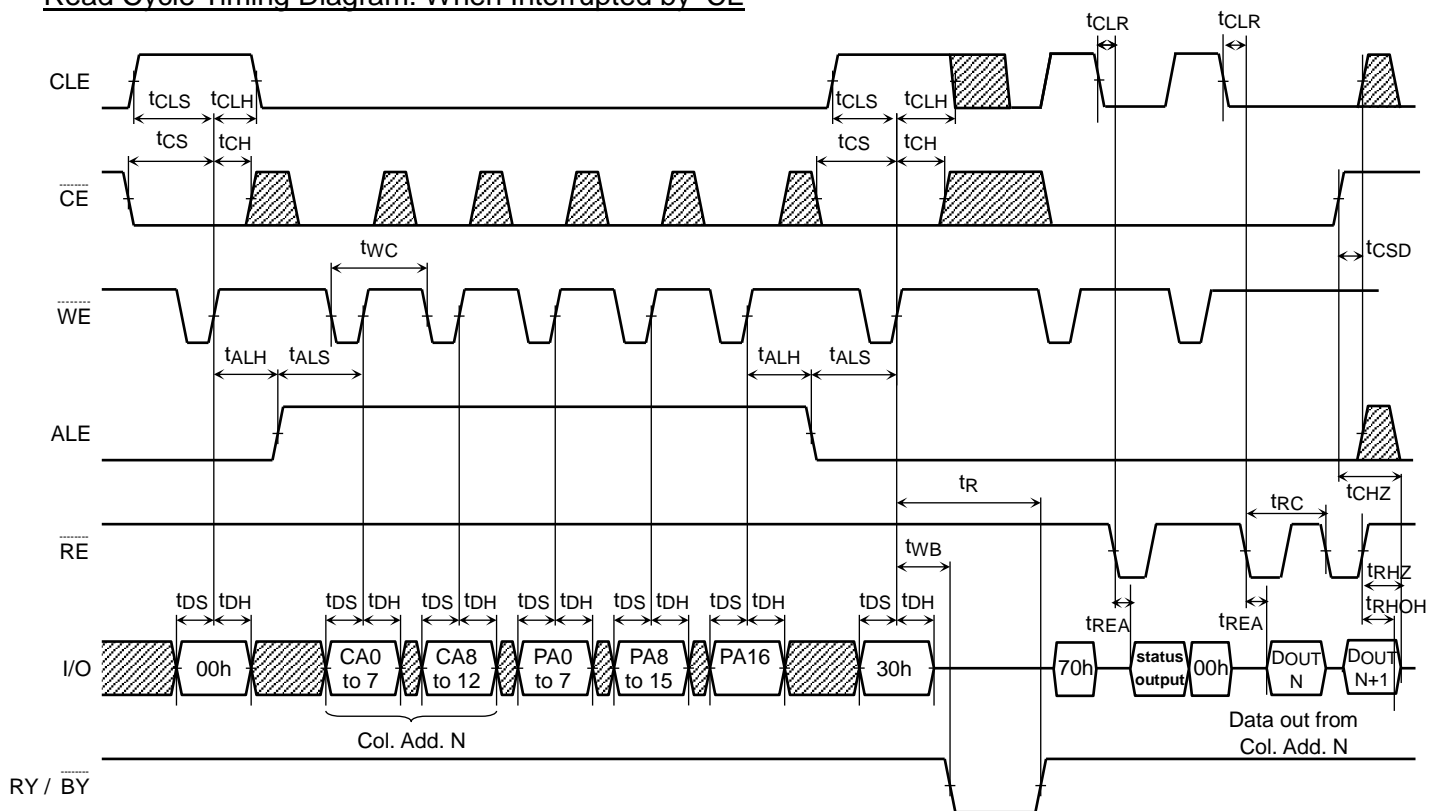 Read Cycle Timing Diagram: When Interrupted by CE
tCLR tCLR
CLE
tCLS tCLH tCLS tCLH
tCS tCH tCS tCH
CE
tWC tCSD
WE
tALH tALS tALH tALS
ALE
tR tCHZ
tRC
RE
tWB
tRHZ
tDS tDH tDS tDH tDS tDH tDS tDH tDS tDH tDS tDH tDS tDH tRHOH
tREA tREA
I/O 00h CA0 to 7 CA8 to 12 PA0 to 7 PA8 to 15 PA16 30h 70h status output 00h DOUT N DOUT N+1
Col. Add. N
Data out from
Col. Add. N
RY / BY